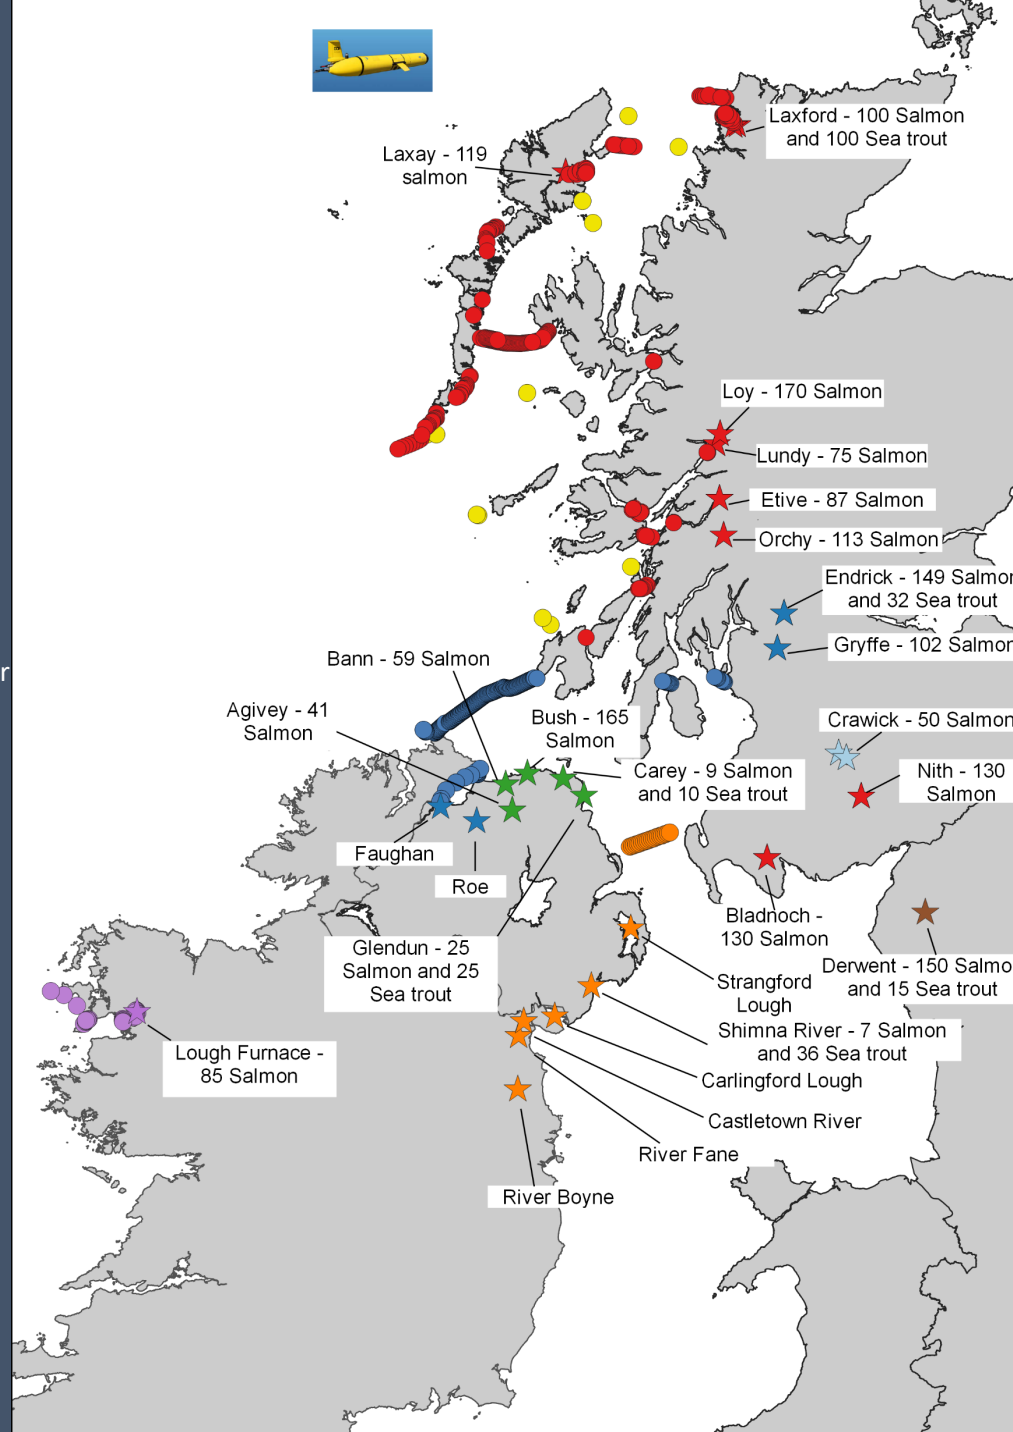 Laxford - 100 Salmon
and 100 Sea trout
Laxay - 119
salmon
Loy - 170 Salmon
Lundy - 75 Salmon
Etive - 87 Salmon
Orchy - 113 Salmon
Endrick - 149 Salmon
and 32 Sea trout
Gryffe - 102 Salmon
r
Bann - 59 Salmon
Agivey - 41
Salmon
Bush - 165
Salmon
Crawick - 50 Salmon
Carey - 9 Salmon
and 10 Sea trout
Nith - 130
Salmon
Faughan
Roe
Bladnoch -
130 Salmon
Glendun - 25
Salmon and 25
Sea trout
Strangford
Lough
Derwent - 150 Salmo
and 15 Sea trout
Shimna River - 7 Salmon
and 36 Sea trout
Lough Furnace -
85 Salmon
Carlingford Lough
Castletown River
River Fane
River Boyne